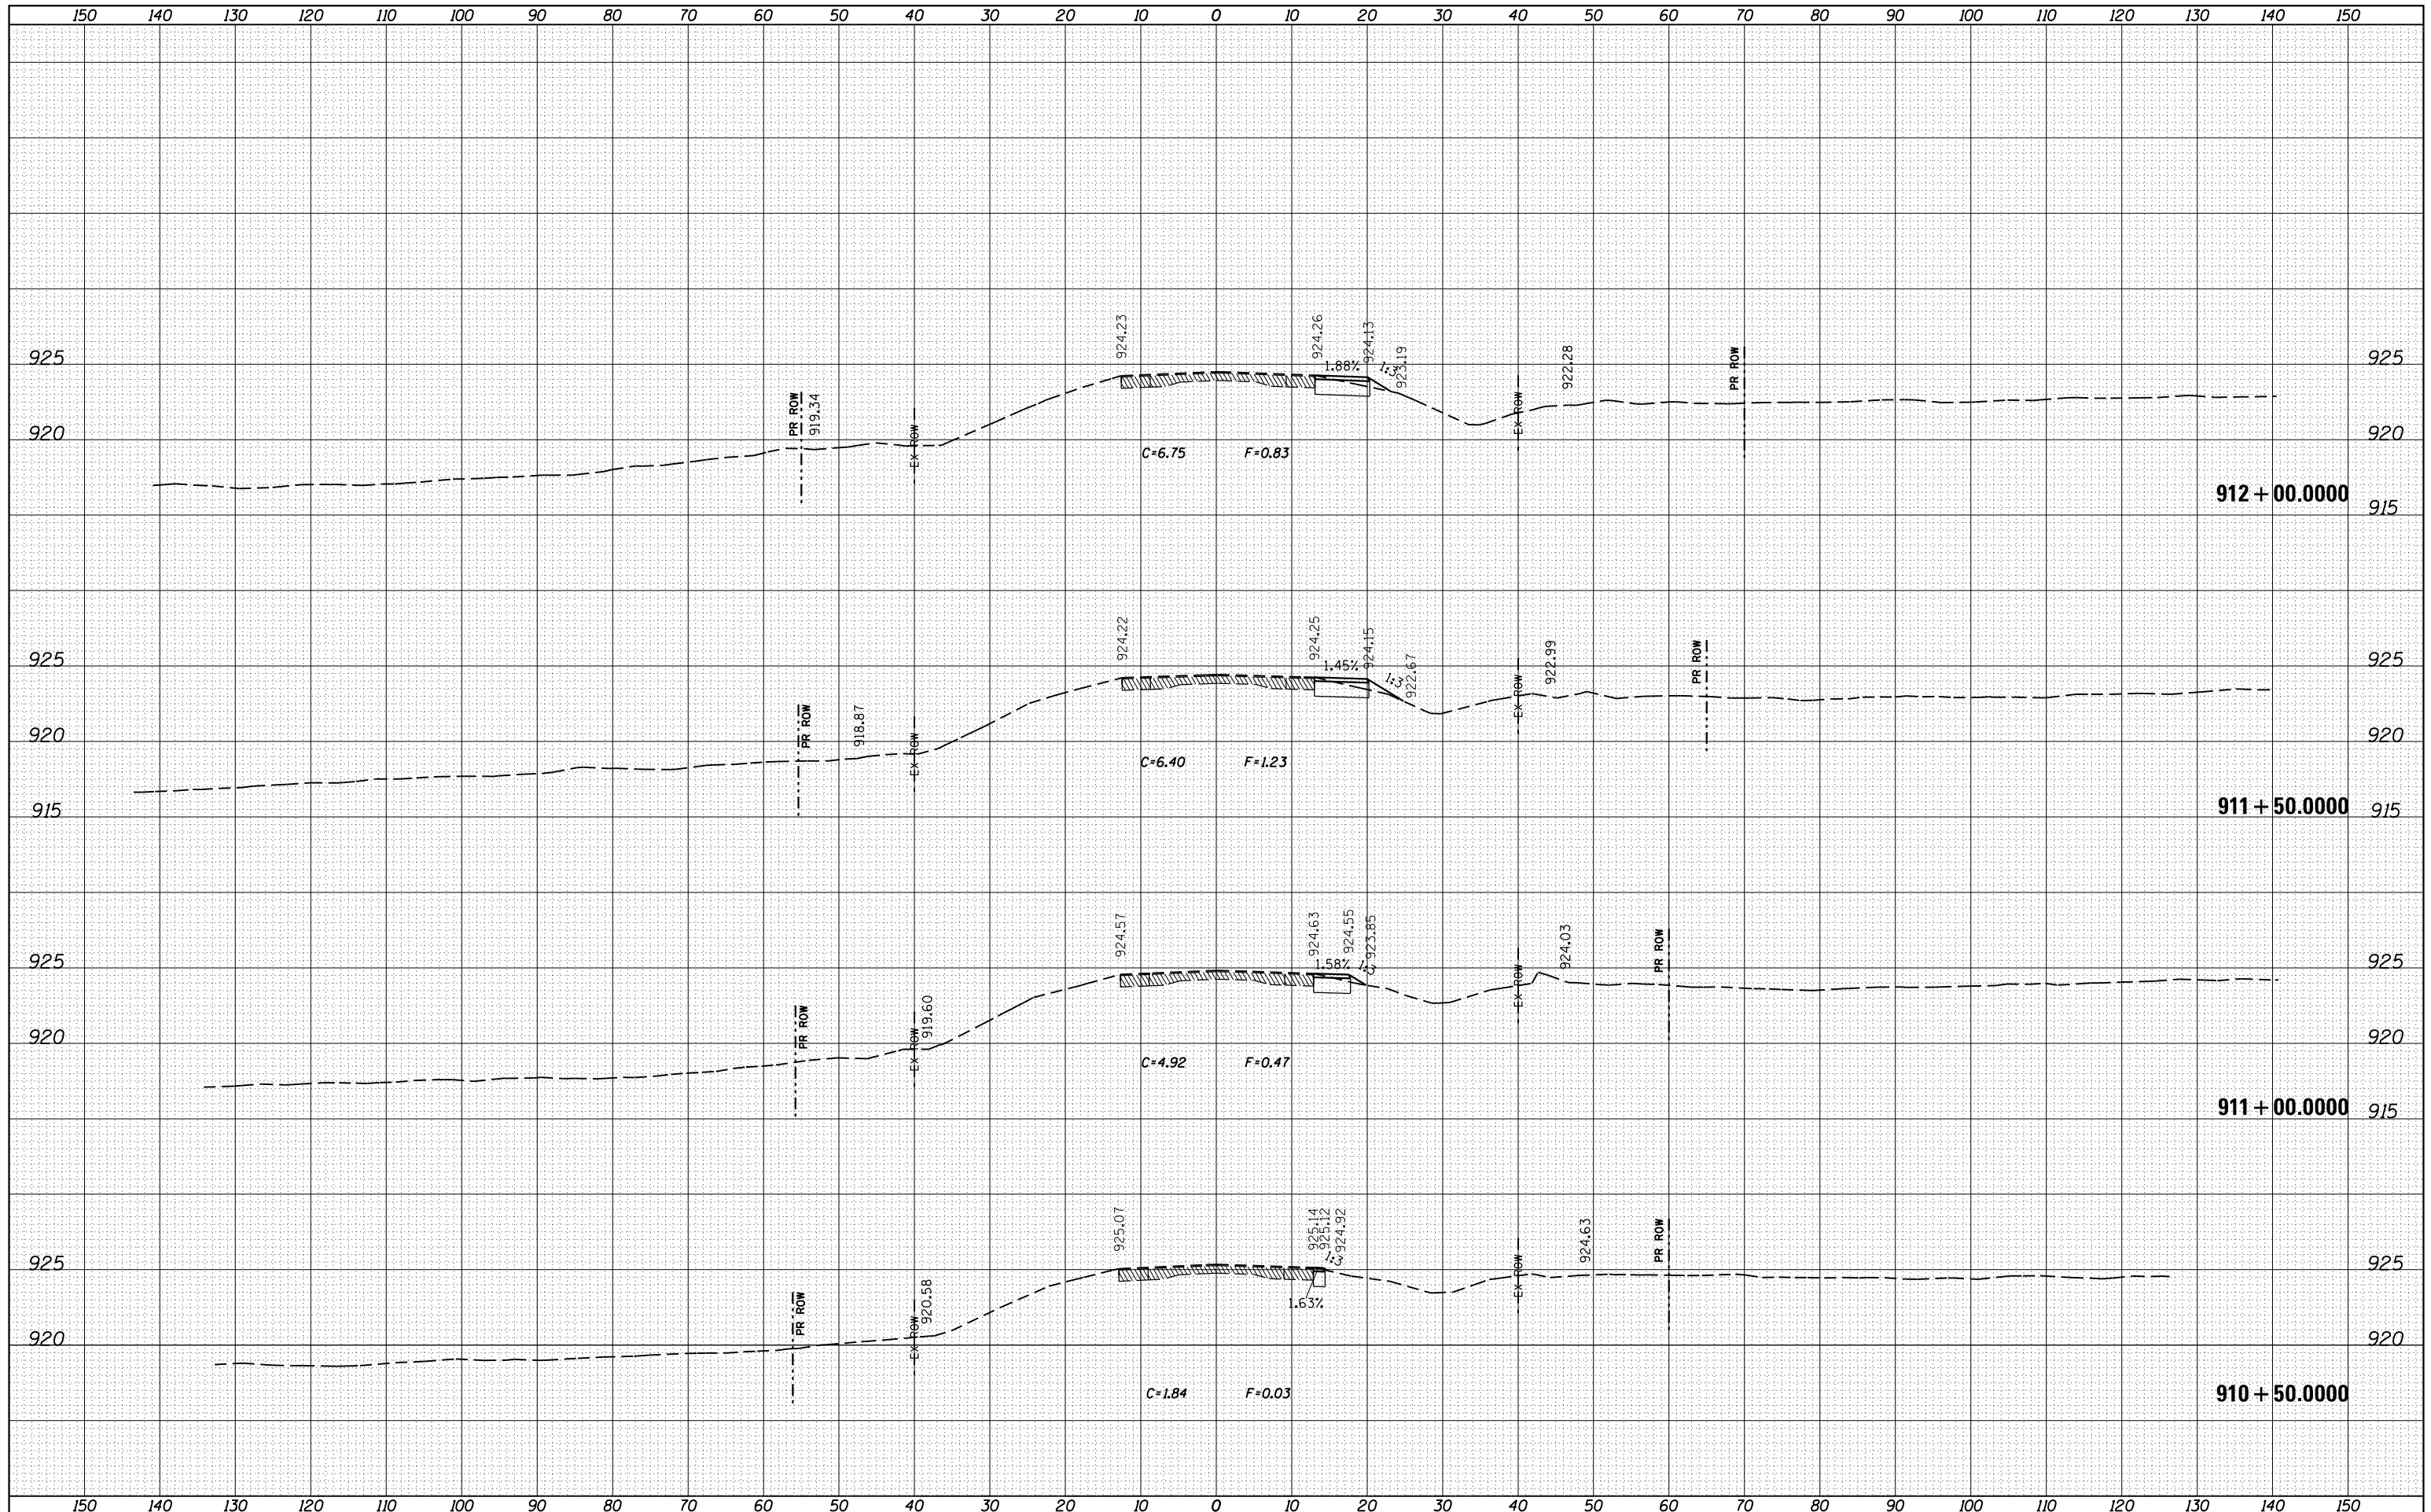 150 140 130 120 110 100 90 80 70 60 50 40 30 20 10 0 10 20 30 40 50 60 70 80 90 100 110 120 130 140 150
924.23 924.26 924.13 923.19 922.28
925 PR ROW 919.34 EX ROW 1.88% 1:3 EX ROW PR ROW 925
920 C=6.75 F=0.83 920
912+00.0000
915
924.22 924.25 924.15 922.67 922.99
925 PR ROW 918.87 EX ROW 1.45% 1:3 EX ROW PR ROW 925
920 C=6.40 F=1.23 920
911+50.0000
915 915
924.57 924.63 924.55 923.85 924.03
925 PR ROW EX ROW 919.60 1.58% 1:3 EX ROW PR ROW 925
920 C=4.92 F=0.47 920
911+00.0000
915
925.07 925.14 925.12 924.92 924.63
925 PR ROW EX ROW 920.58 1:3 EX ROW PR ROW 925
1.63%
920 920
C=1.84 F=0.03
910+50.0000
150 140 130 120 110 100 90 80 70 60 50 40 30 20 10 0 10 20 30 40 50 60 70 80 90 100 110 120 130 140 150